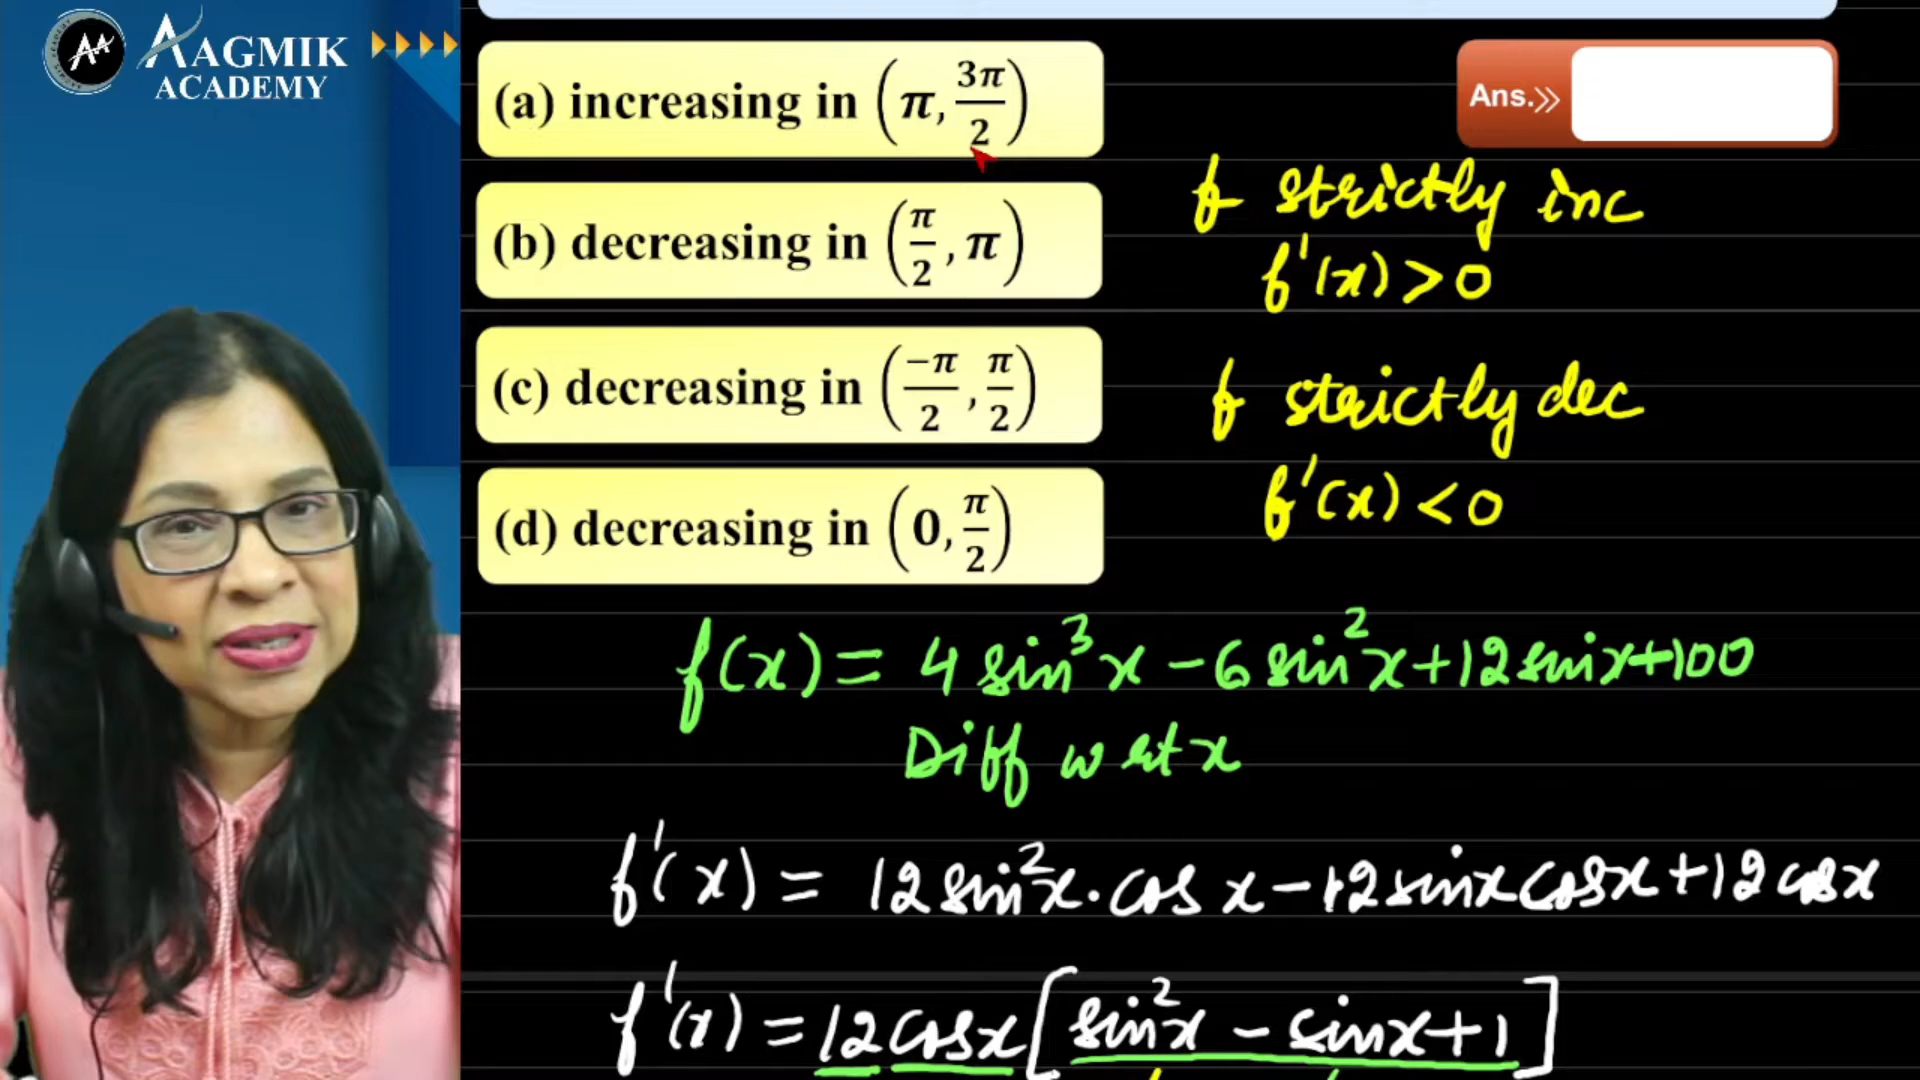 AAGMIK
ACADEMY
(a) increasing in (π, 3π/2)
Ans.
(b) decreasing in (π/2, π)
(c) decreasing in (-π/2, π/2)
(d) decreasing in (0, π/2)
f strictly inc
f'(x) > 0
f strictly dec
f'(x) < 0
f(x) = 4 sin³x − 6 sin²x + 12 sinx + 100
Diff wrt x
f'(x) = 12 sin²x · cos x − 12 sinx cosx + 12 cosx
f'(x) = 12 cosx [sin²x − sinx + 1]